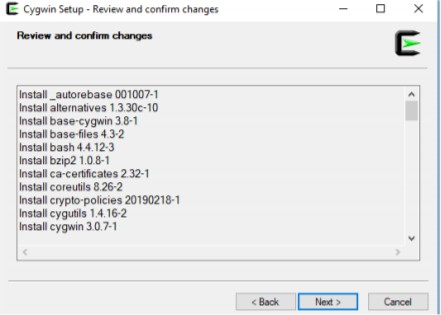 Cygwin Setup - Review and confirm changes
Review and confirm changes
Install _autorebase 001007-1
Install alternatives 1.3.30c-10
Install base-cygwin 3.8-1
Install base-files 4.3-2
Install bash 4.4.12-3
Install bzip2 1.0.8-1
Install ca-certificates 2.32-1
Install coreutils 8.26-2
Install crypto-policies 20190218-1
Install cygutils 1.4.16-2
Install cygwin 3.0.7-1
< Back Next > Cancel